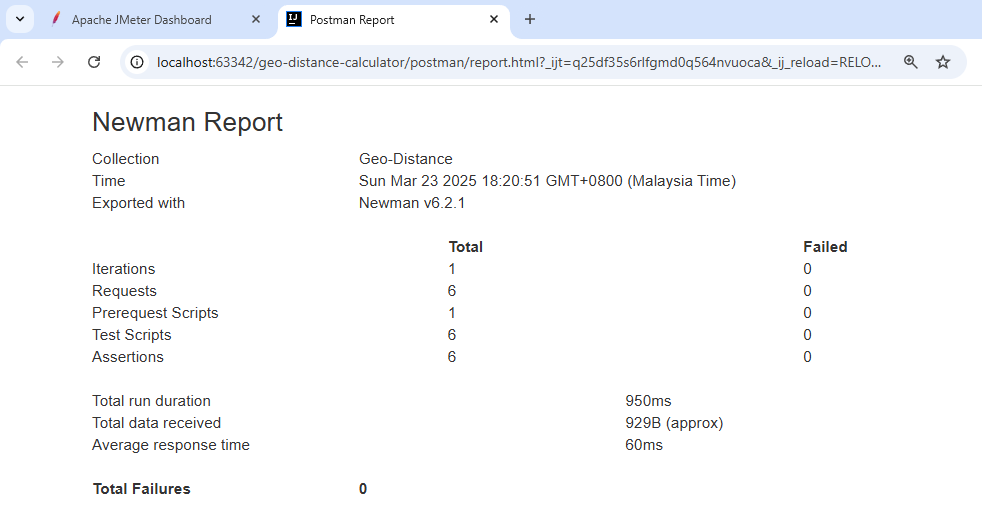 Apache JMeter Dashboard
Postman Report
localhost:63342/geo-distance-calculator/postman/report.html?_ijt=q25df35s6rlfgmd0q564nvuoca&_ij_reload=RELO...
Newman Report
Collection Geo-Distance
Time Sun Mar 23 2025 18:20:51 GMT+0800 (Malaysia Time)
Exported with Newman v6.2.1
Total Failed
Iterations 1 0
Requests 6 0
Prerequest Scripts 1 0
Test Scripts 6 0
Assertions 6 0
Total run duration 950ms
Total data received 929B (approx)
Average response time 60ms
Total Failures 0